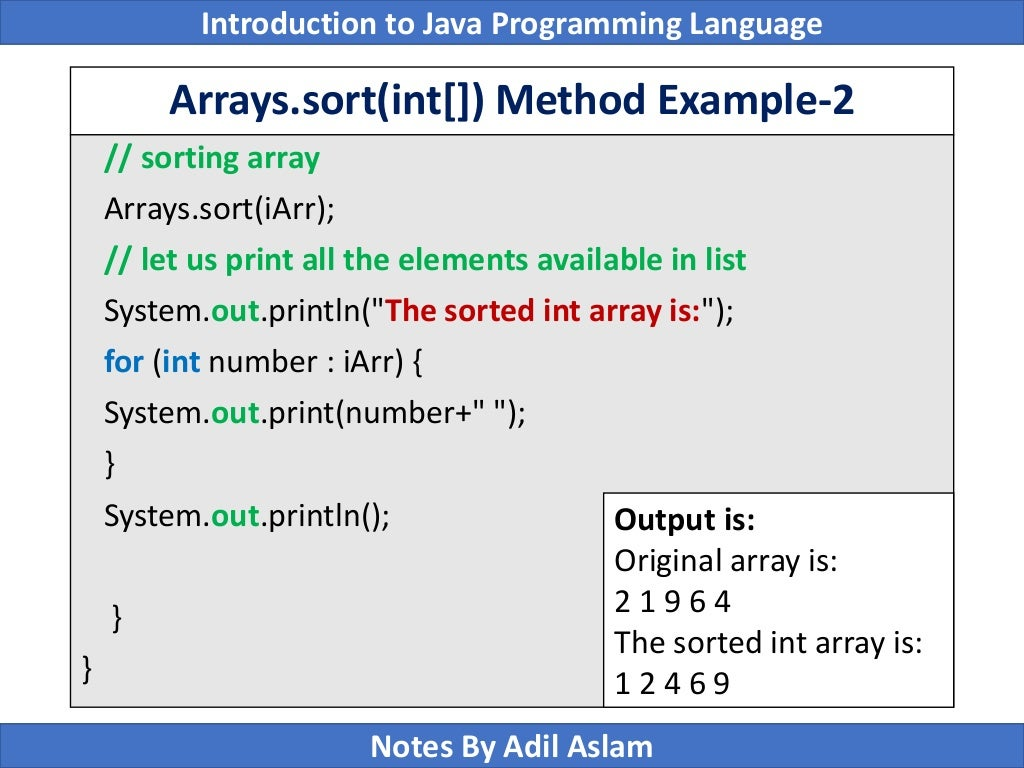 Introduction to Java Programming Language
Arrays.sort(int[]) Method Example-2
// sorting array
Arrays.sort(iArr);
// let us print all the elements available in list
System.out.println("The sorted int array is:");
for (int number : iArr) {
System.out.print(number+" ");
}
System.out.println();
}
}
Output is:
Original array is:
2 1 9 6 4
The sorted int array is:
1 2 4 6 9
Notes By Adil Aslam